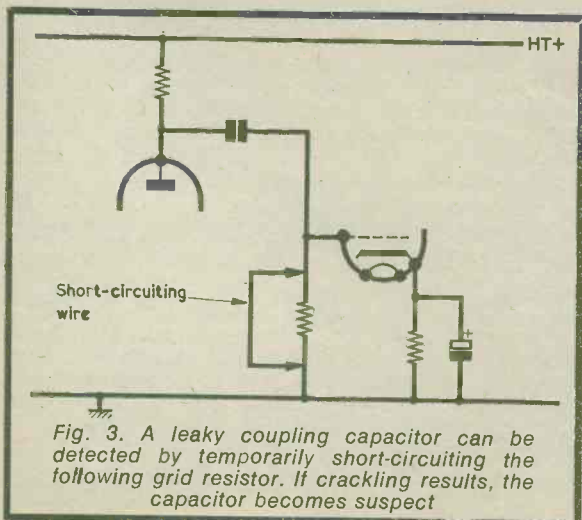 HT+
Short-circuiting
wire
+
Fig. 3. A leaky coupling capacitor can be
detected by temporarily short-circuiting the
following grid resistor. If crackling results, the
capacitor becomes suspect